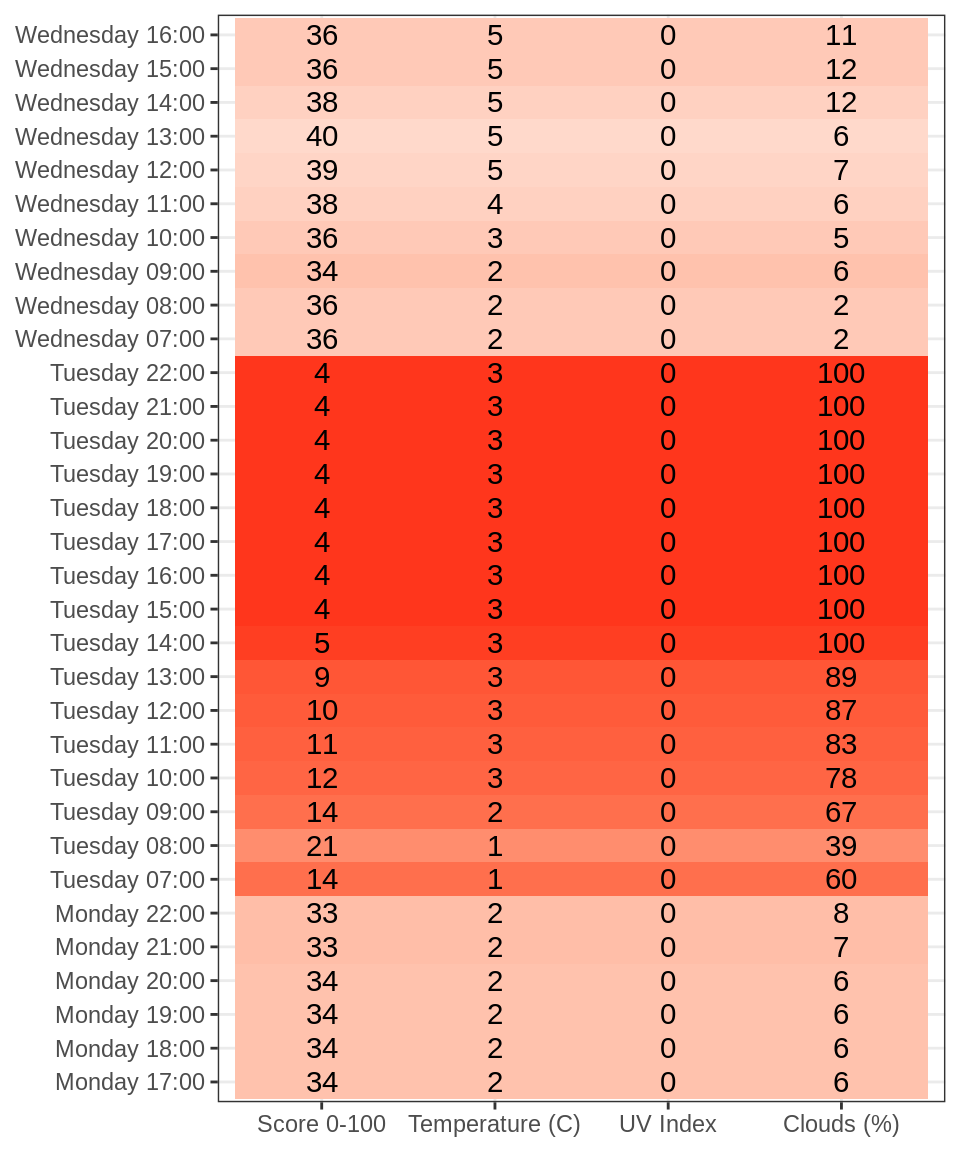 Wednesday 16:00 36 5 0 11
Wednesday 15:00 36 5 0 12
Wednesday 14:00 38 5 0 12
Wednesday 13:00 40 5 0 6
Wednesday 12:00 39 5 0 7
Wednesday 11:00 38 4 0 6
Wednesday 10:00 36 3 0 5
Wednesday 09:00 34 2 0 6
Wednesday 08:00 36 2 0 2
Wednesday 07:00 36 2 0 2
Tuesday 22:00 4 3 0 100
Tuesday 21:00 4 3 0 100
Tuesday 20:00 4 3 0 100
Tuesday 19:00 4 3 0 100
Tuesday 18:00 4 3 0 100
Tuesday 17:00 4 3 0 100
Tuesday 16:00 4 3 0 100
Tuesday 15:00 4 3 0 100
Tuesday 14:00 5 3 0 100
Tuesday 13:00 9 3 0 89
Tuesday 12:00 10 3 0 87
Tuesday 11:00 11 3 0 83
Tuesday 10:00 12 3 0 78
Tuesday 09:00 14 2 0 67
Tuesday 08:00 21 1 0 39
Tuesday 07:00 14 1 0 60
Monday 22:00 33 2 0 8
Monday 21:00 33 2 0 7
Monday 20:00 34 2 0 6
Monday 19:00 34 2 0 6
Monday 18:00 34 2 0 6
Monday 17:00 34 2 0 6
Score 0-100 Temperature (C) UV Index Clouds (%)